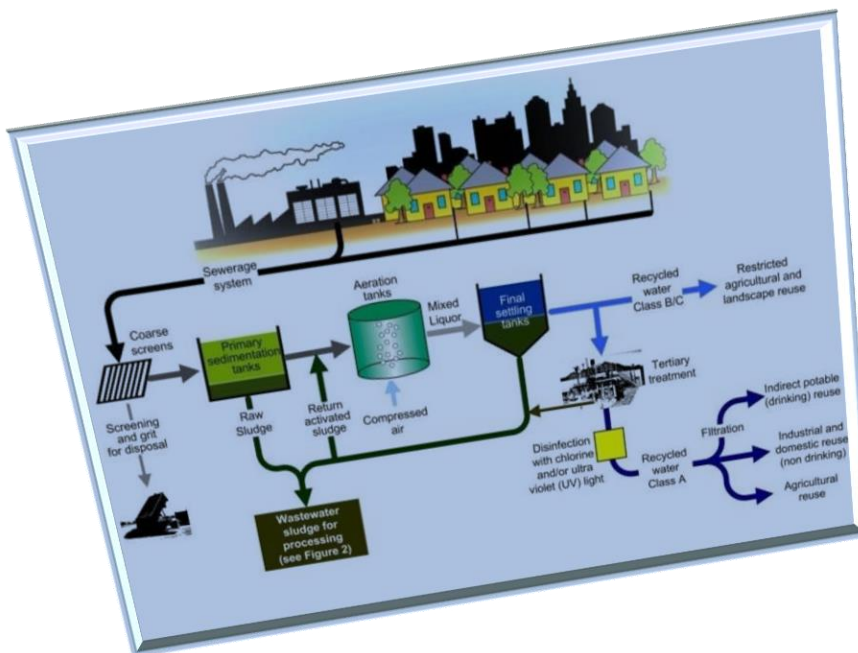 Sewerage
system
Coarse
screens
Primary
sedimentation
tanks
Aeration
tanks
Mixed
Liquor
Final
settling
tanks
Recycled
water
Class B/C
Restricted
agricultural and
landscape reuse
Screening
and grit
for disposal
Raw
Sludge
Return
activated
sludge
Compressed
air
Tertiary
treatment
Disinfection
with chlorine
and/or ultra
violet (UV) light
Recycled
water
Class A
Filtration
Indirect potable
(drinking) reuse
Industrial and
domestic reuse
(non drinking)
Agricultural
reuse
Wastewater
sludge for
processing
(see Figure 2)